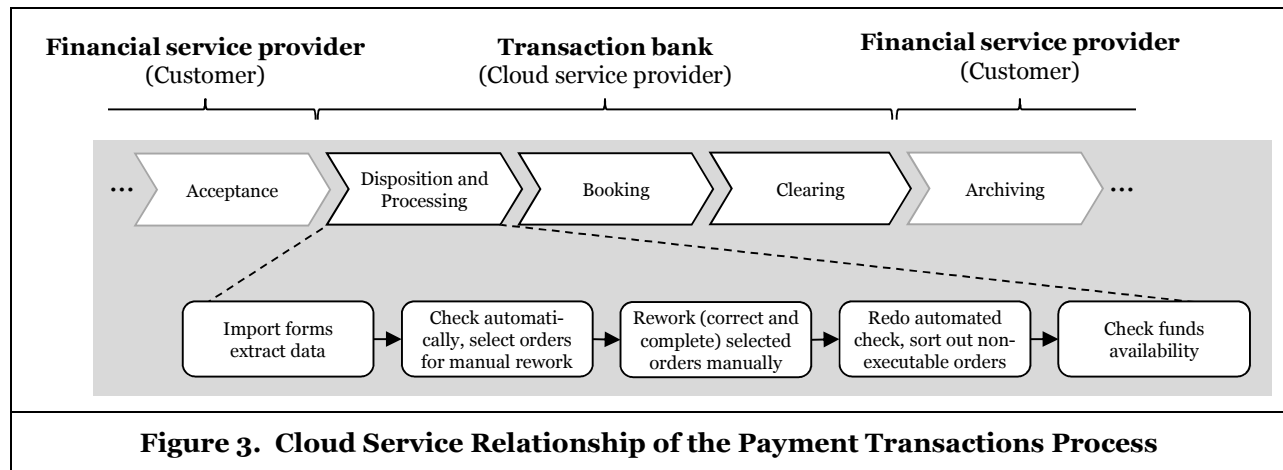 Financial service provider
(Customer)
Transaction bank
(Cloud service provider)
Financial service provider
(Customer)
...
Acceptance
Disposition and
Processing
Booking
Clearing
Archiving
...
Import forms
extract data
Check automati-
cally, select orders
for manual rework
Rework (correct and
complete) selected
orders manually
Redo automated
check, sort out non-
executable orders
Check funds
availability
Figure 3. Cloud Service Relationship of the Payment Transactions Process